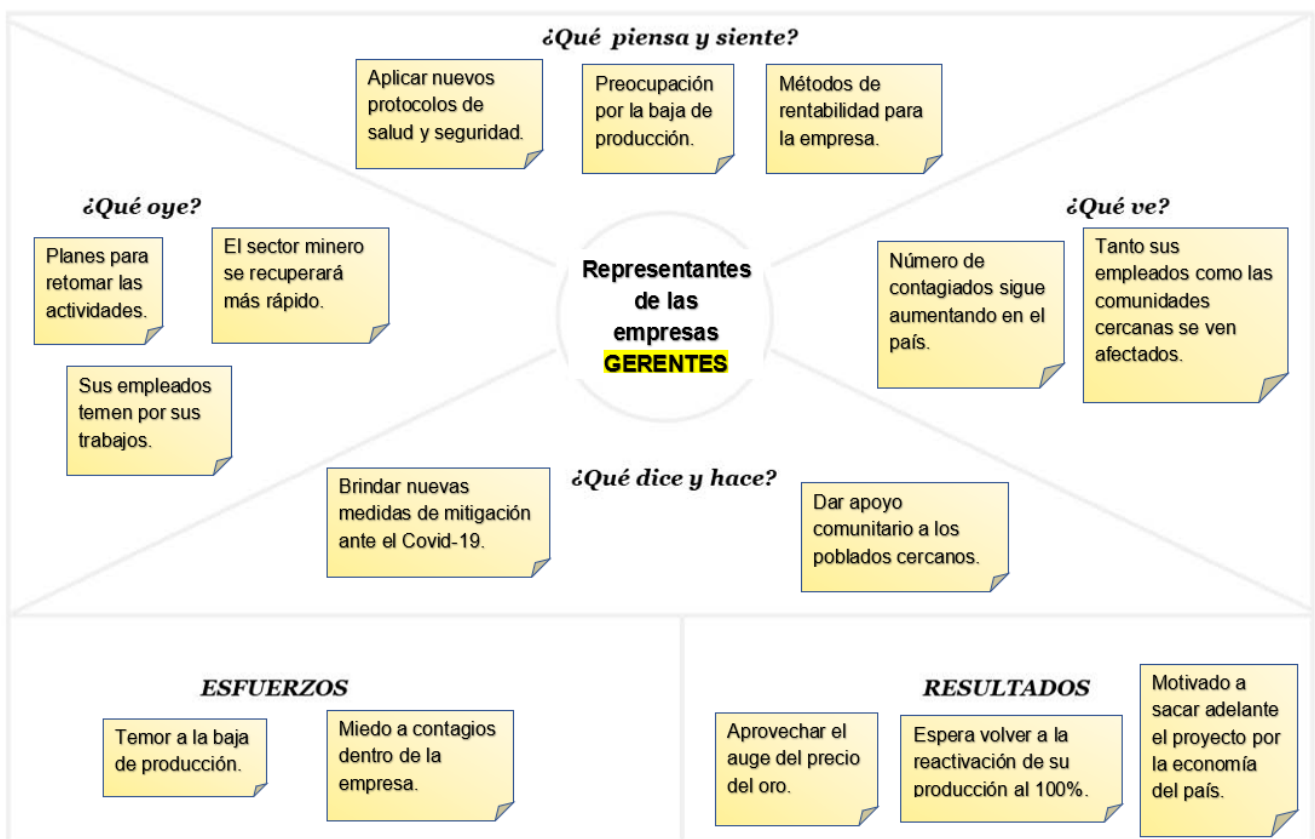 ¿Qué piensa y siente?
Aplicar nuevos
protocolos de
salud y seguridad.
Preocupación
por la baja de
producción.
Métodos de
rentabilidad para
la empresa.
¿Qué oye?
Planes para
retomar las
actividades.
El sector minero
se recuperará
más rápido.
Sus empleados
temen por sus
trabajos.
Representantes
de las
empresas
GERENTES
¿Qué ve?
Número de
contagiados sigue
aumentando en el
país.
Tanto sus
empleados como las
comunidades
cercanas se ven
afectados.
¿Qué dice y hace?
Brindar nuevas
medidas de mitigación
ante el Covid-19.
Dar apoyo
comunitario a los
poblados cercanos.
ESFUERZOS
Temor a la baja
de producción.
Miedo a contagios
dentro de la
empresa.
RESULTADOS
Aprovechar el
auge del precio
del oro.
Espera volver a la
reactivación de su
producción al 100%.
Motivado a
sacar adelante
el proyecto por
la economía
del país.